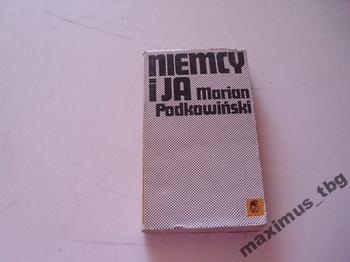 NIEMCY
i JA Marian
Podkowiński
maximus_tbg